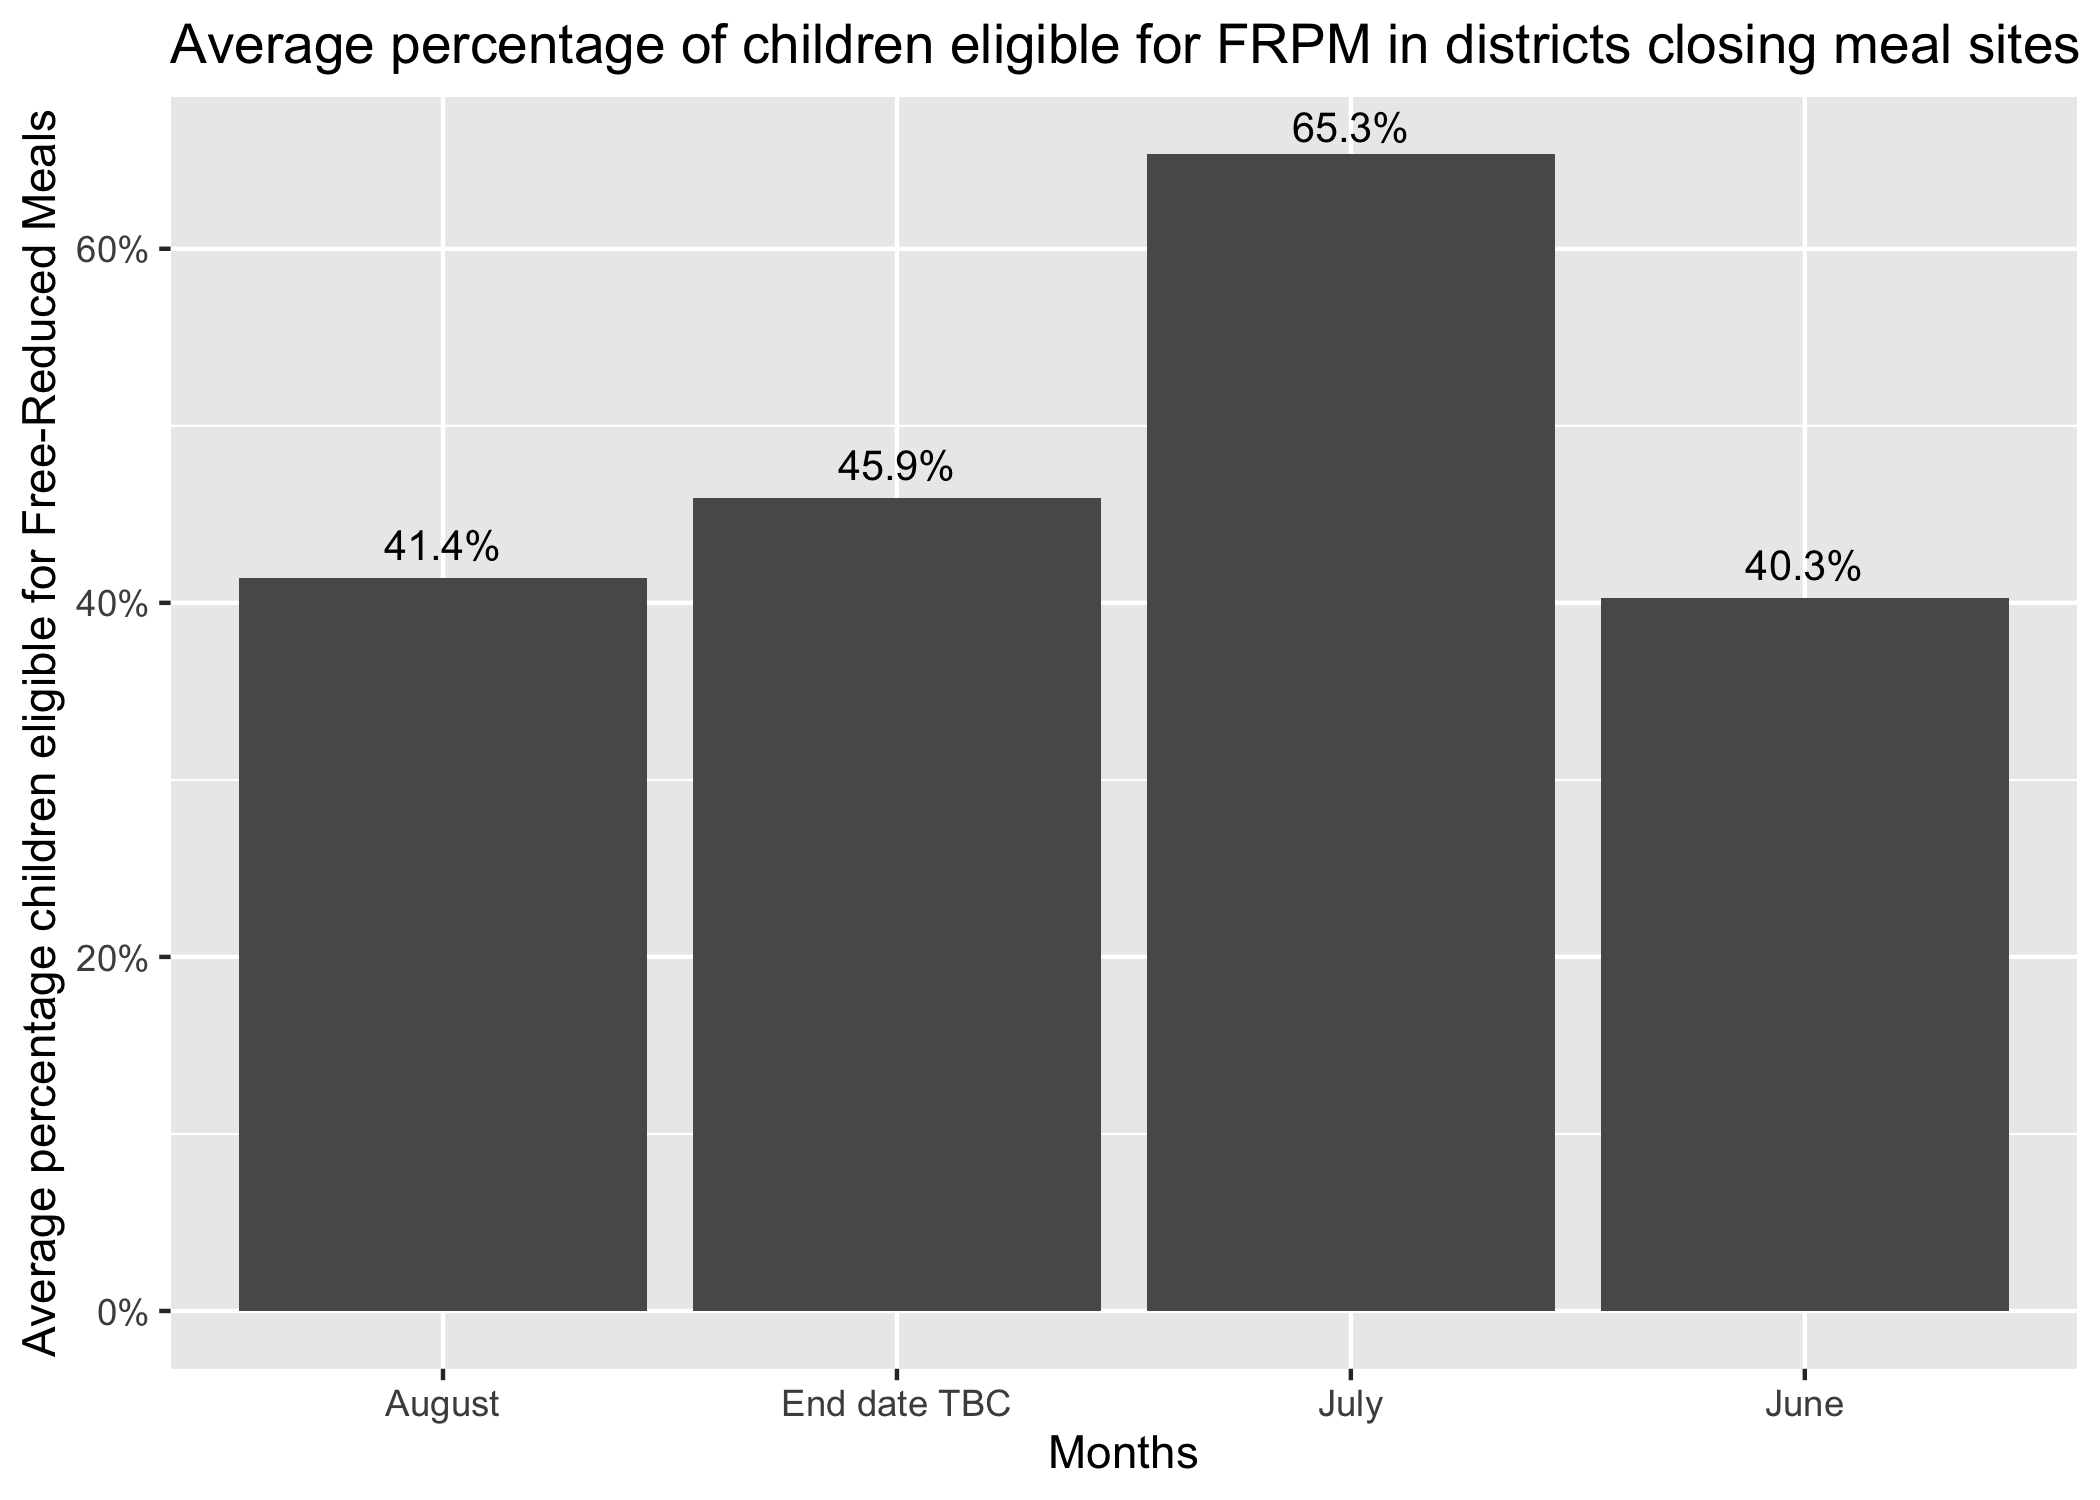 Average percentage of children eligible for FRPM in districts closing meal sites
Average percentage children eligible for Free-Reduced Meals
60%
40%
20%
0%
41.4%
45.9%
65.3%
40.3%
August
End date TBC
July
June
Months